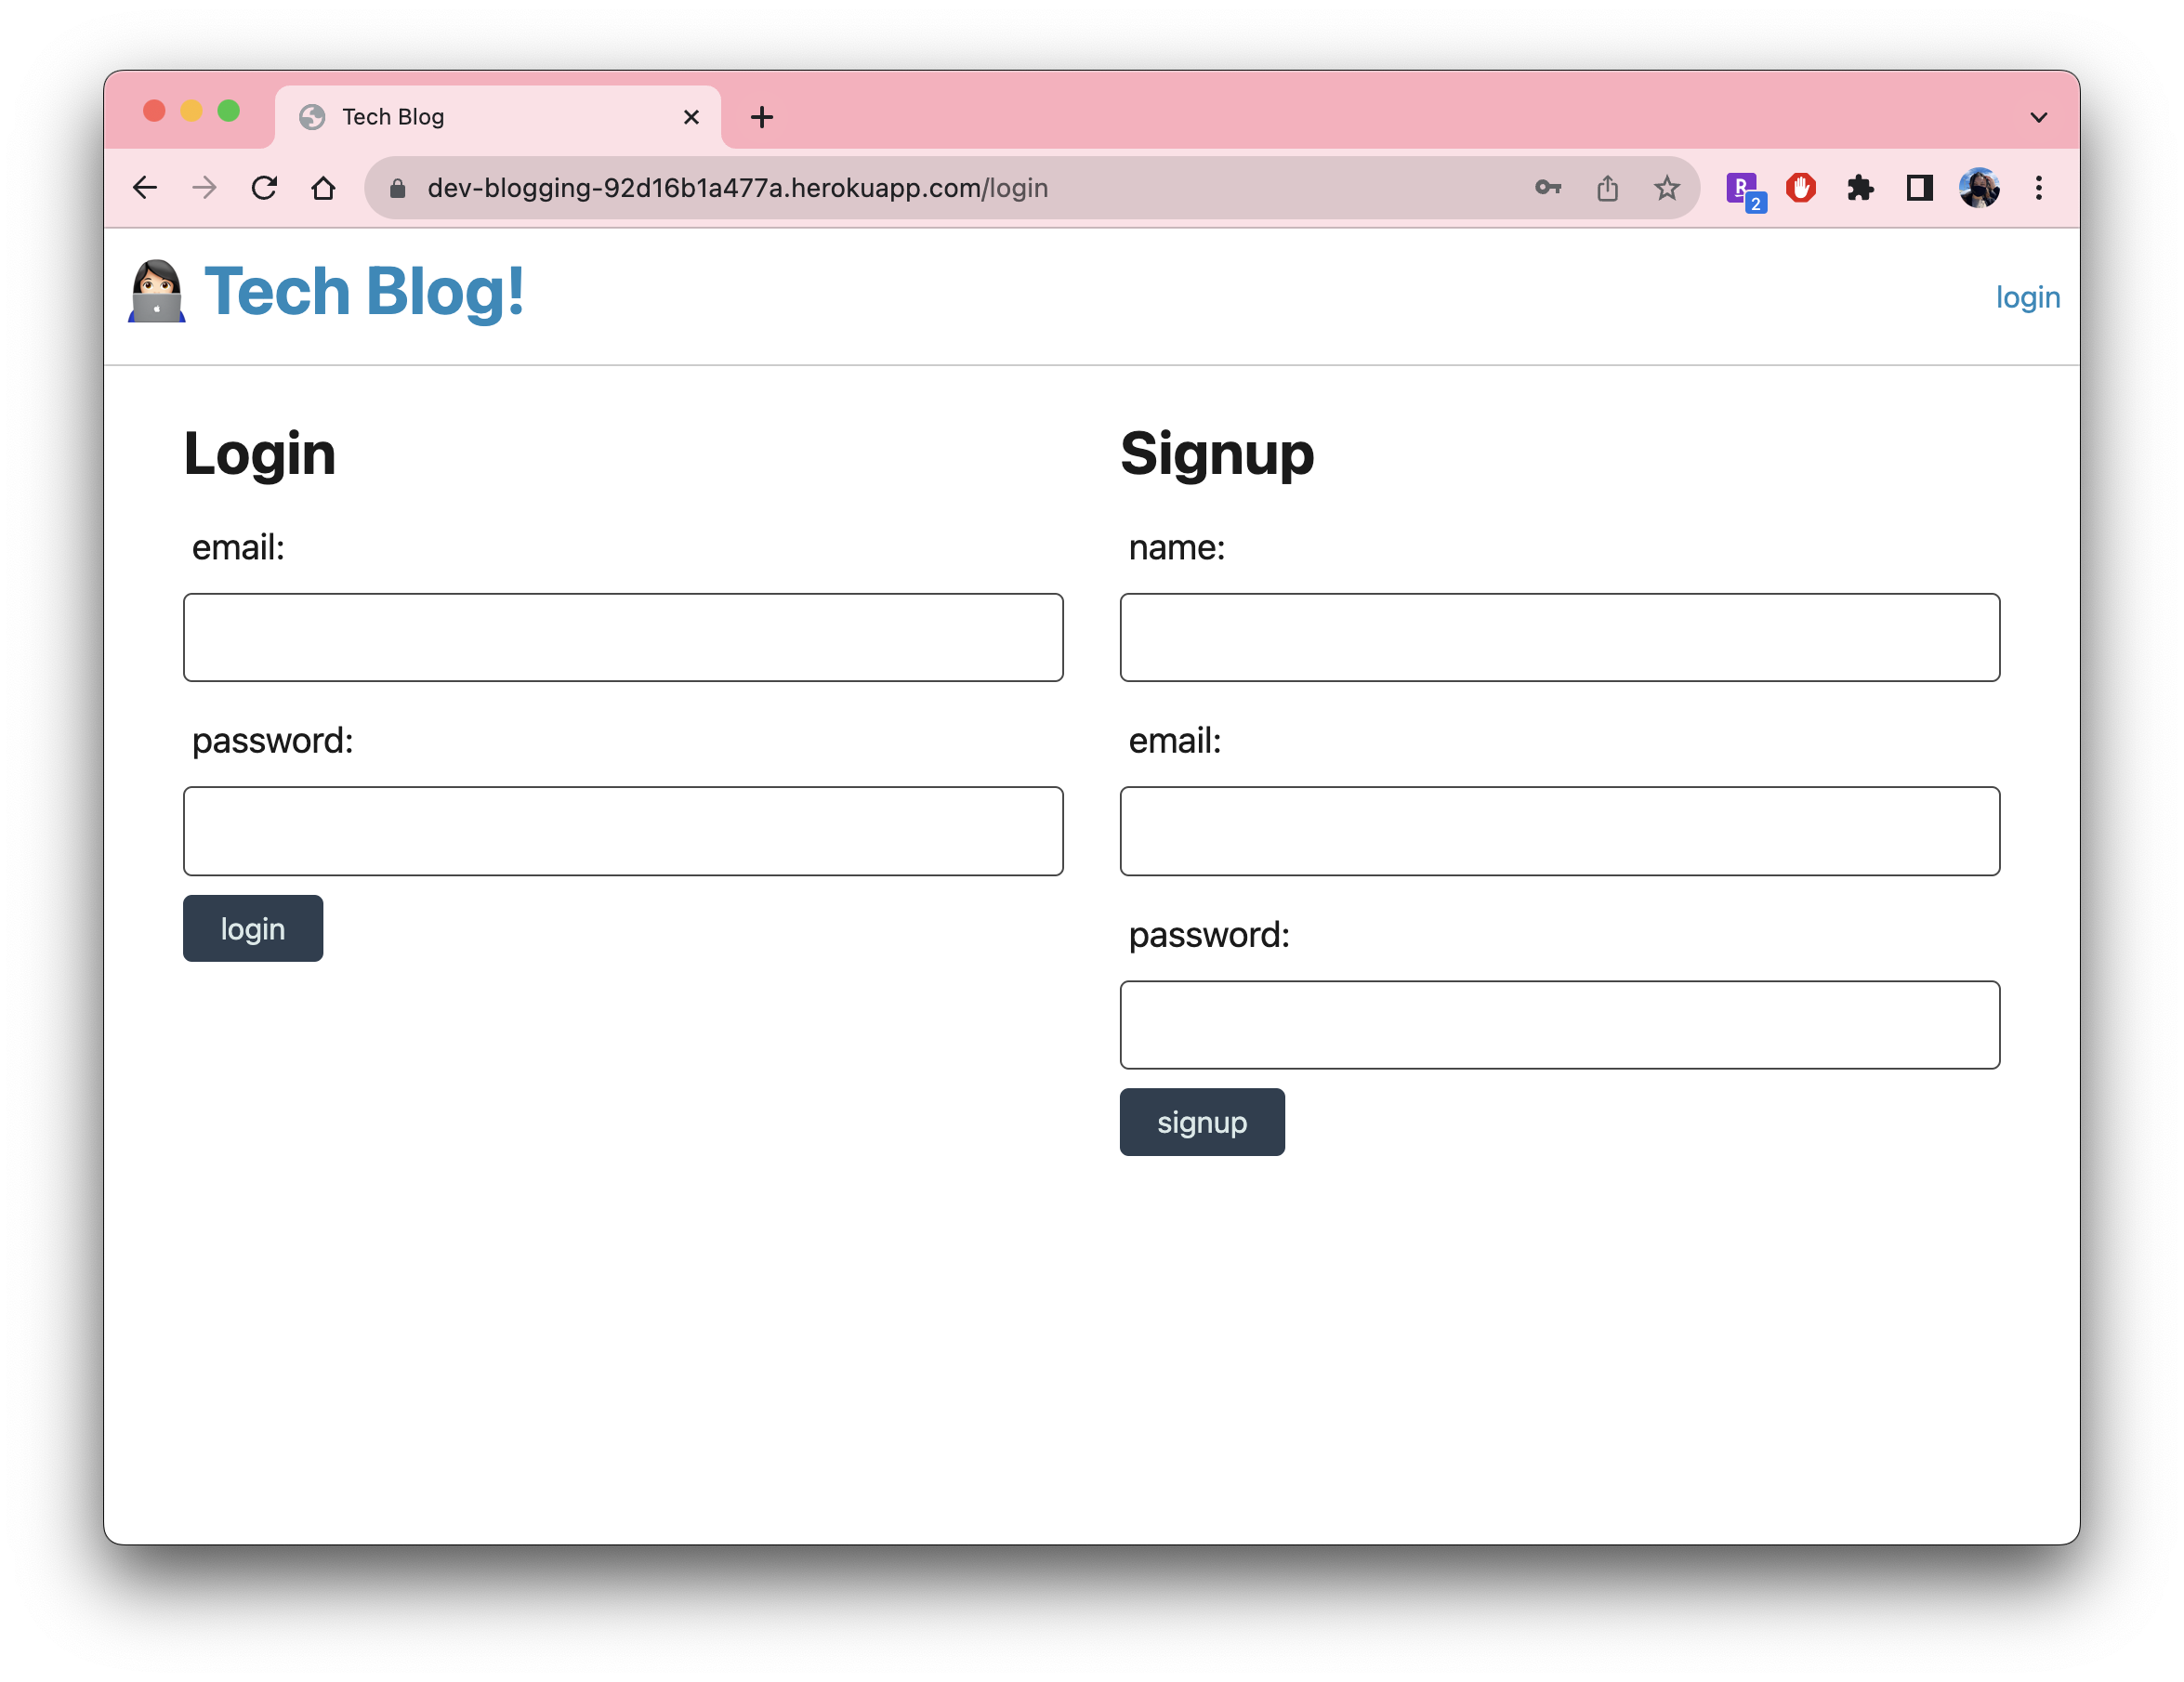 Tech Blog
dev-blogging-92d16b1a477a.herokuapp.com/login
R
2
Tech Blog!
login
Login
email:
password:
login
Signup
name:
email:
password:
signup